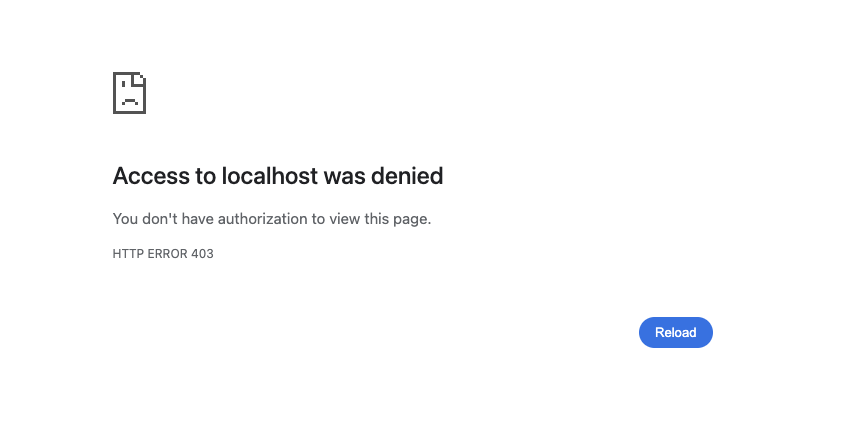 Access to localhost was denied
You don't have authorization to view this page.
HTTP ERROR 403
Reload